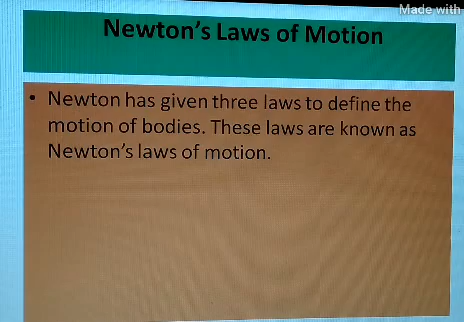 Made with
Newton's Laws of Motion
• Newton has given three laws to define the
motion of bodies. These laws are known as
Newton's laws of motion.